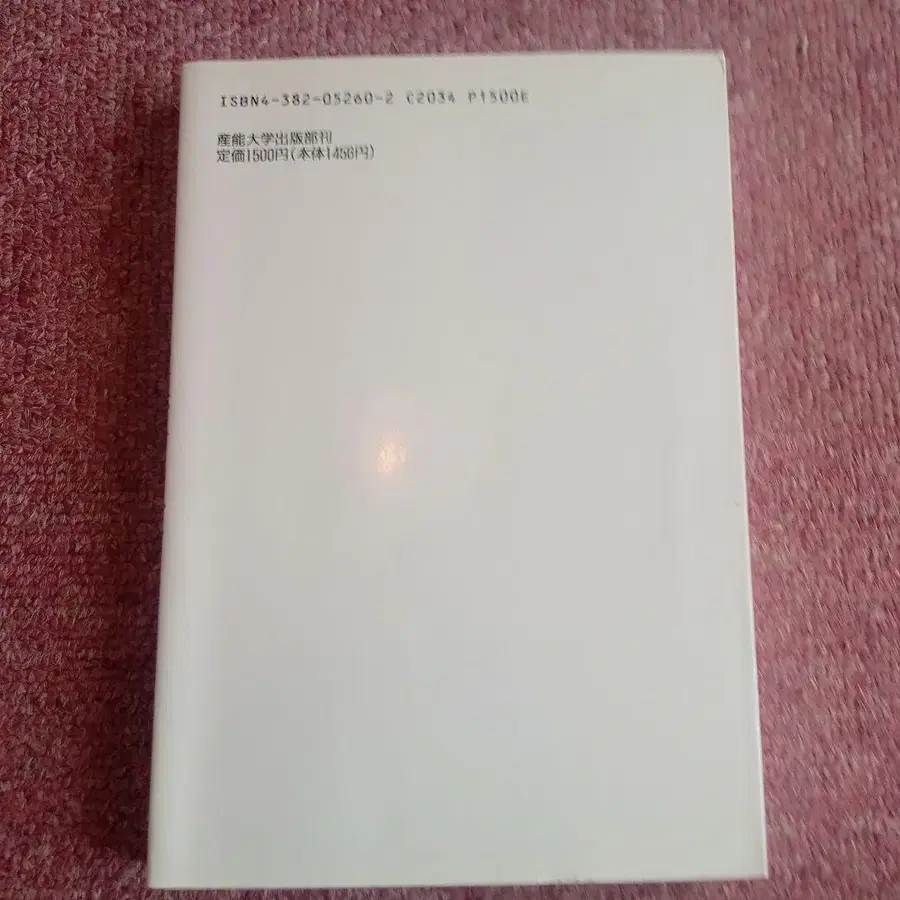 ISBN4-382-05260-2 C2034 P1500E
産能大学出版部刊
定価1500円(本体1456円)